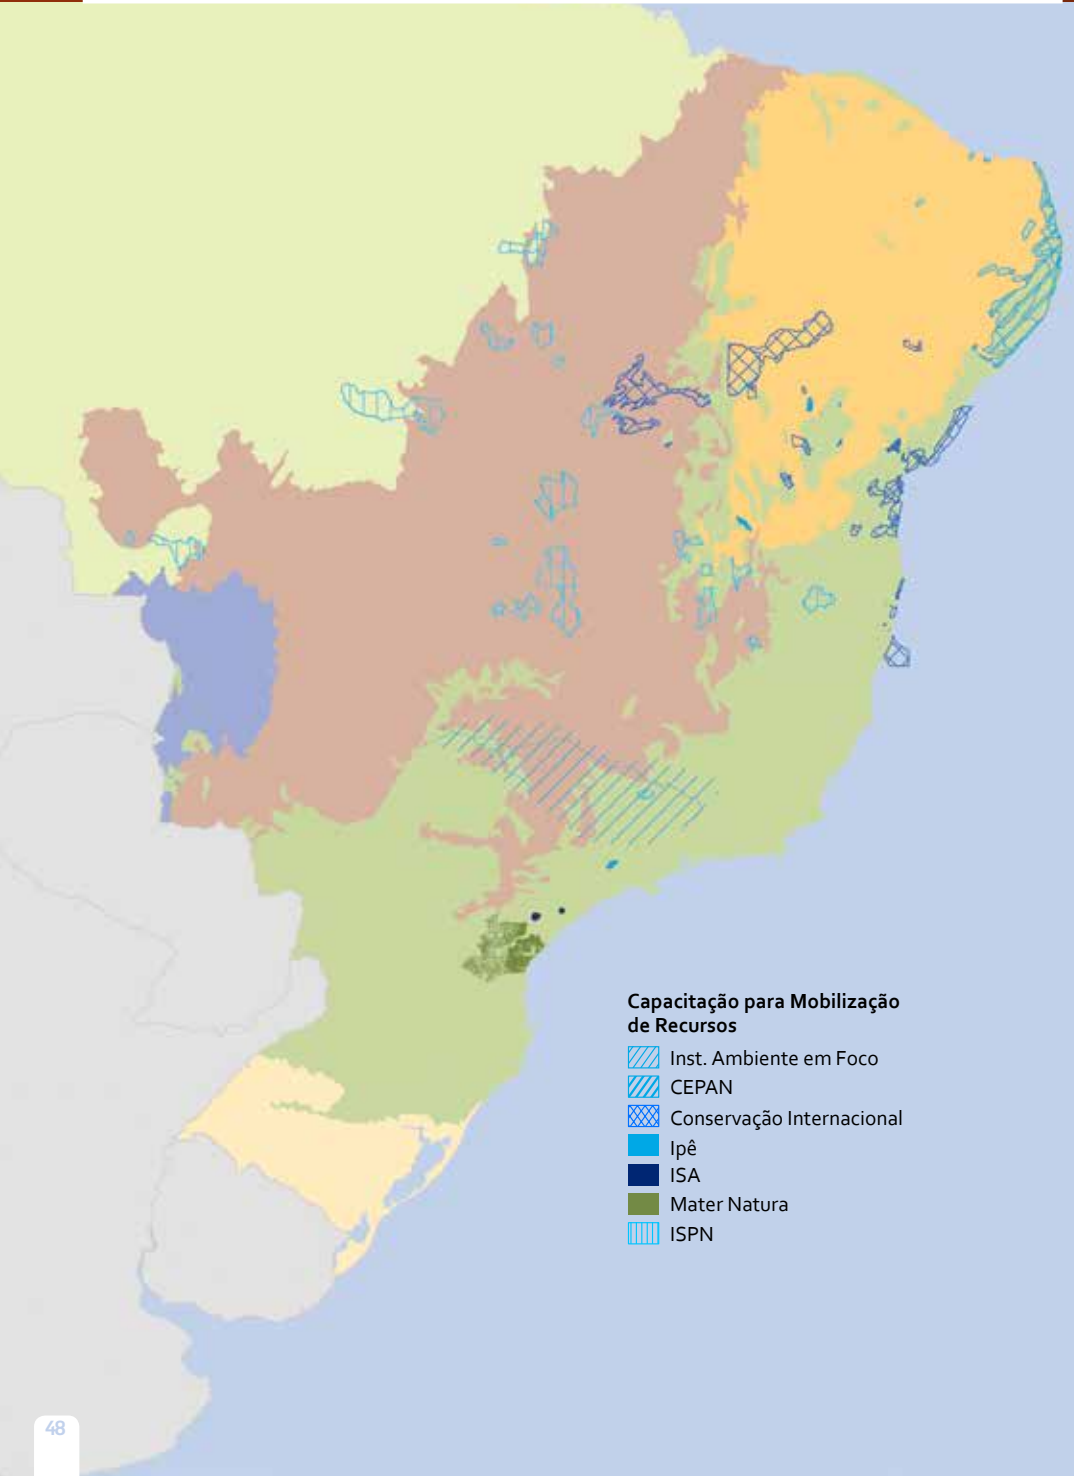 Capacitação para Mobilização
de Recursos
Inst. Ambiente em Foco
CEPAN
Conservação Internacional
Ipê
ISA
Mater Natura
ISPN
48